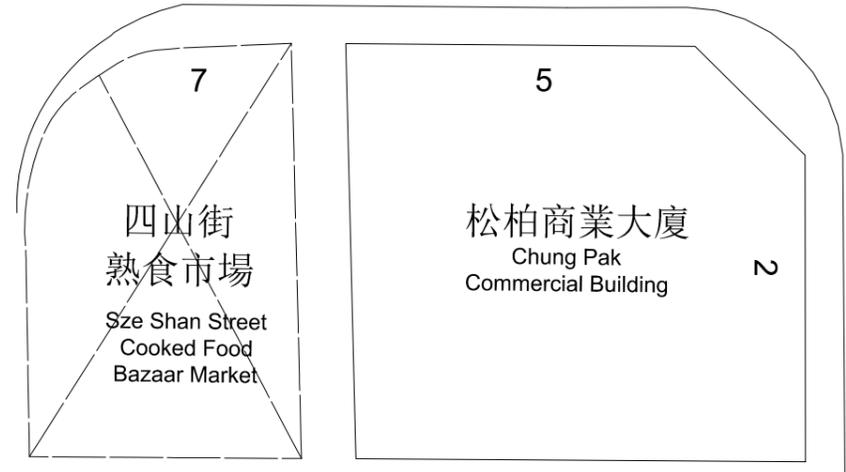 7
四山街
熟食市場
Sze Shan Street
Cooked Food
Bazaar Market
5
松柏商業大廈
Chung Pak
Commercial Building
2